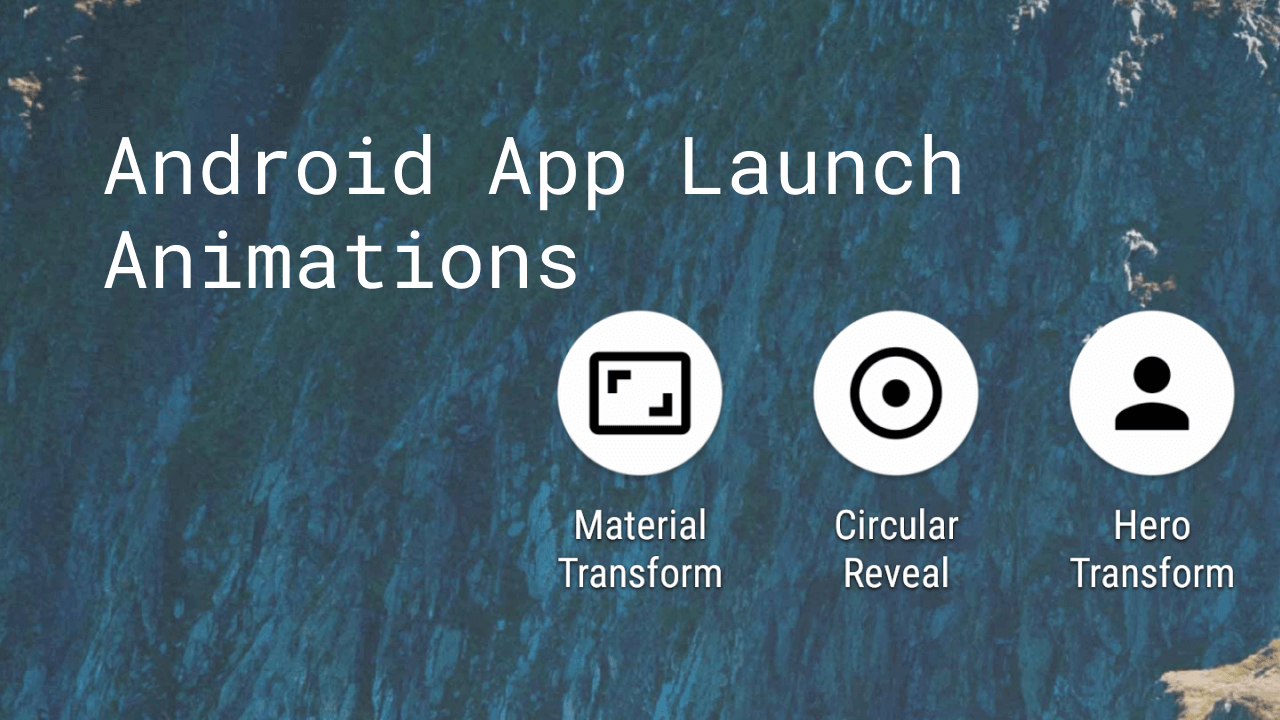 Android App Launch
Animations
Material
Transform
Circular
Reveal
Hero
Transform